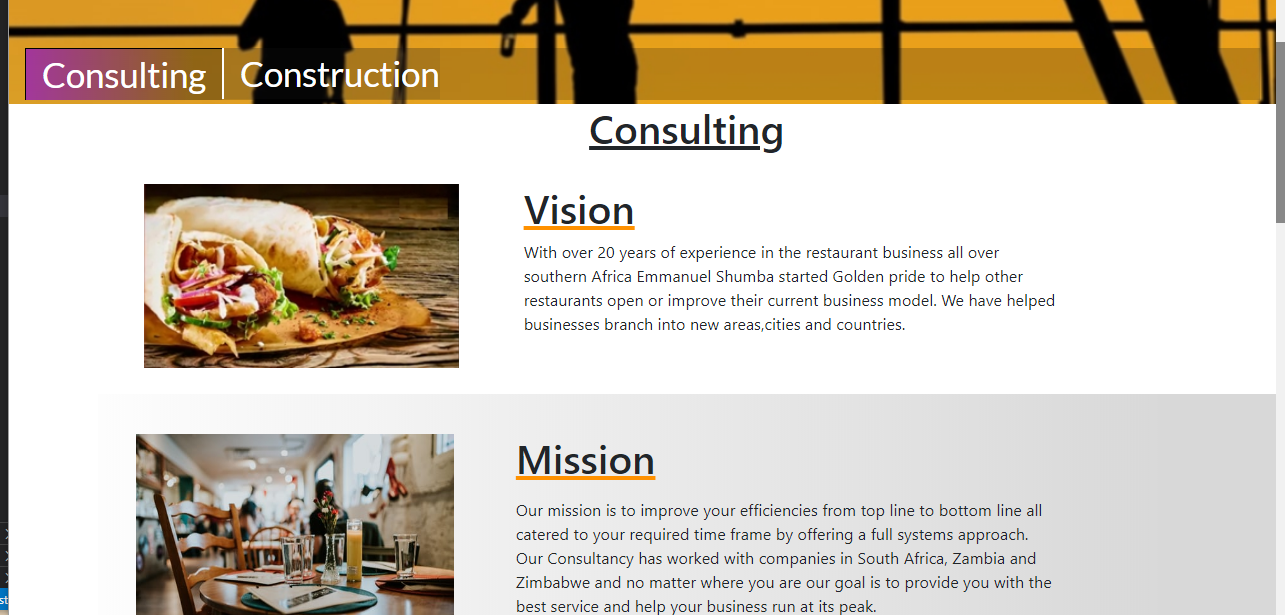 Consulting
Construction
Consulting
Vision
With over 20 years of experience in the restaurant business all over
southern Africa Emmanuel Shumba started Golden pride to help other
restaurants open or improve their current business model. We have helped
businesses branch into new areas,cities and countries.
Mission
Our mission is to improve your efficiencies from top line to bottom line all
catered to your required time frame by offering a full systems approach.
Our Consultancy has worked with companies in South Africa, Zambia and
Zimbabwe and no matter where you are our goal is to provide you with the
best service and help your business run at its peak.
st